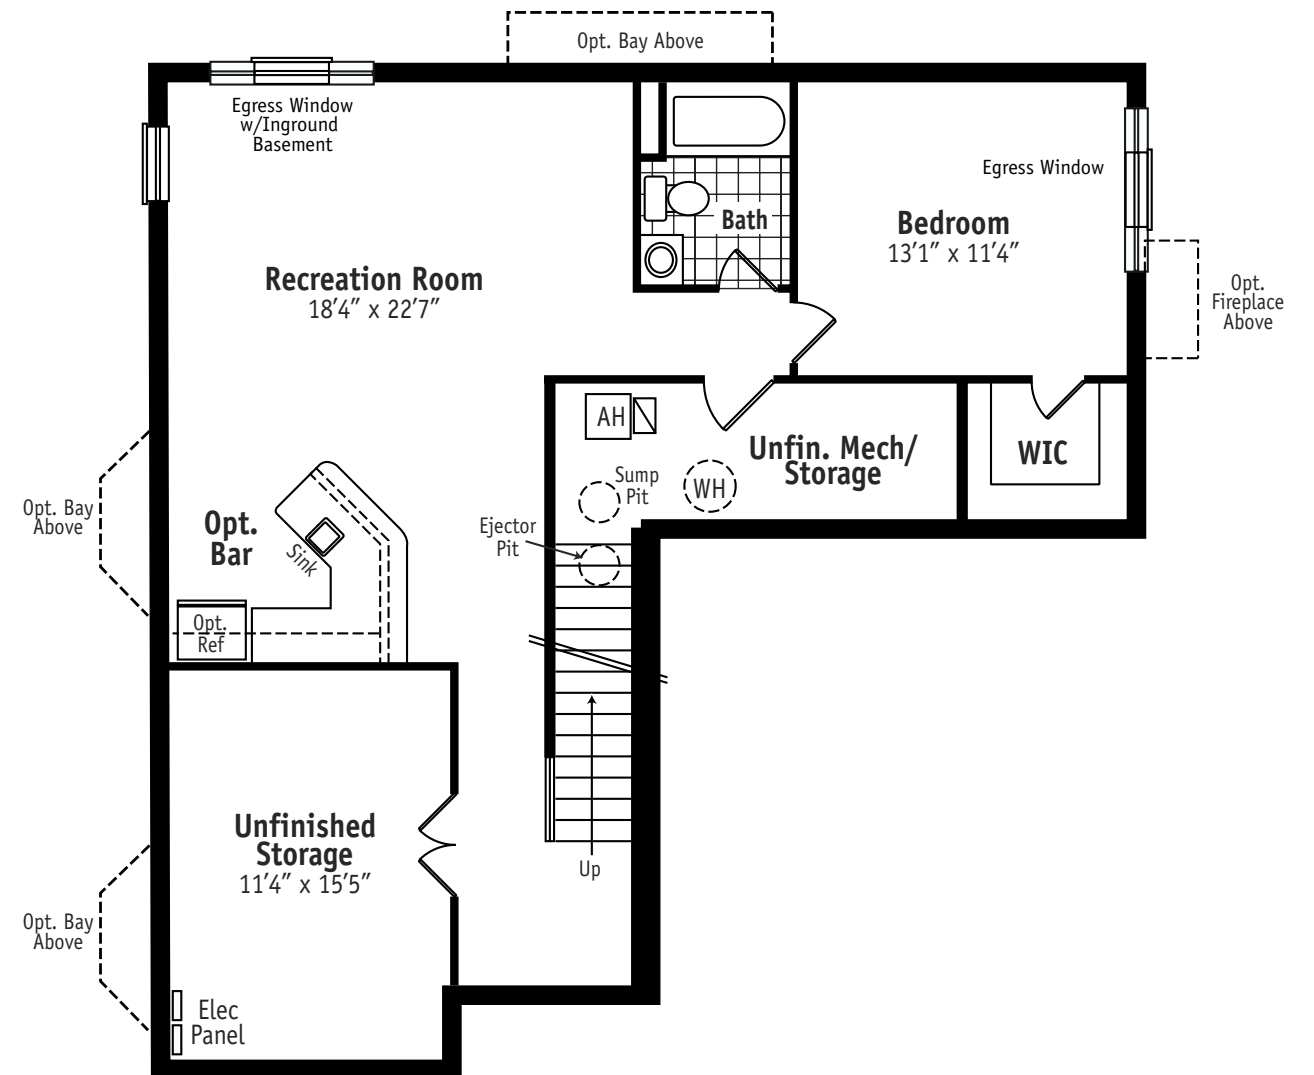 Opt. Bay Above
Egress Window
w/Inground
Basement
Egress Window
Bath
Bedroom
13'1" x 11'4"
Recreation Room
18'4" x 22'7"
Opt.
Fireplace
Above
AH
Unfin. Mech/
Storage
WIC
Sump
Pit
WH
Opt. Bay
Above
Opt.
Bar
Sink
Ejector
Pit
Opt.
Ref
Unfinished
Storage
11'4" x 15'5"
Up
Opt. Bay
Above
Elec
Panel